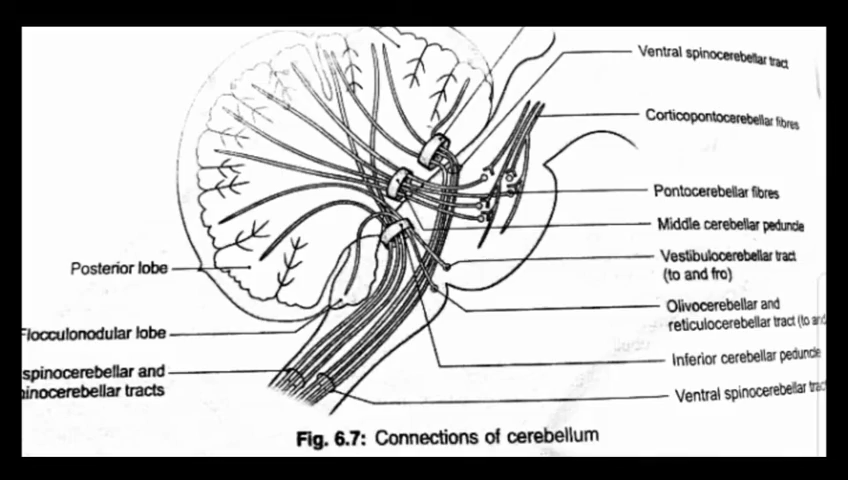 Ventral spinocerebellar tract
Corticopontocerebellar fibres
Pontocerebellar fibres
Middle cerebellar peduncle
Vestibulocerebellar tract
(to and fro)
Posterior lobe
Olivocerebellar and
reticulocerebellar tract (to and
Flocculonodular lobe
Inferior cerebellar peduncle
spinocerebellar and
inocerebellar tracts
Ventral spinocerebellar tract
Fig. 6.7: Connections of cerebellum